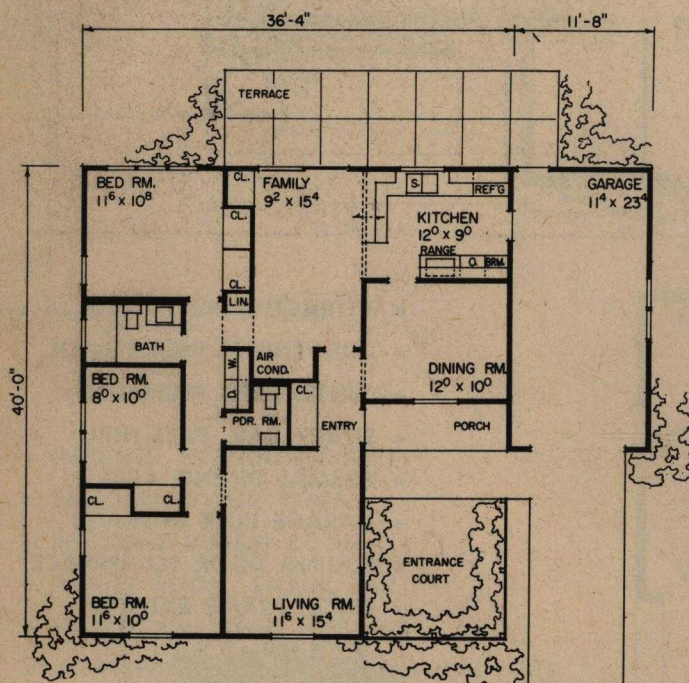 36'-4"
11'-8"
TERRACE
BED RM.
11⁶ x 10⁸
CL.
FAMILY
9² x 15⁴
S.
REF'G
GARAGE
11⁴ x 23⁴
CL.
KITCHEN
12⁰ x 9⁰
RANGE
O. BRM.
CL.
LIN.
40'-0"
BATH
AIR
COND.
W.
D.
DINING RM.
12⁰ x 10⁰
BED RM.
8⁰ x 10⁰
CL.
PDR. RM.
ENTRY
PORCH
CL.
CL.
ENTRANCE
COURT
BED RM.
11⁶ x 10⁰
LIVING RM.
11⁶ x 15⁴